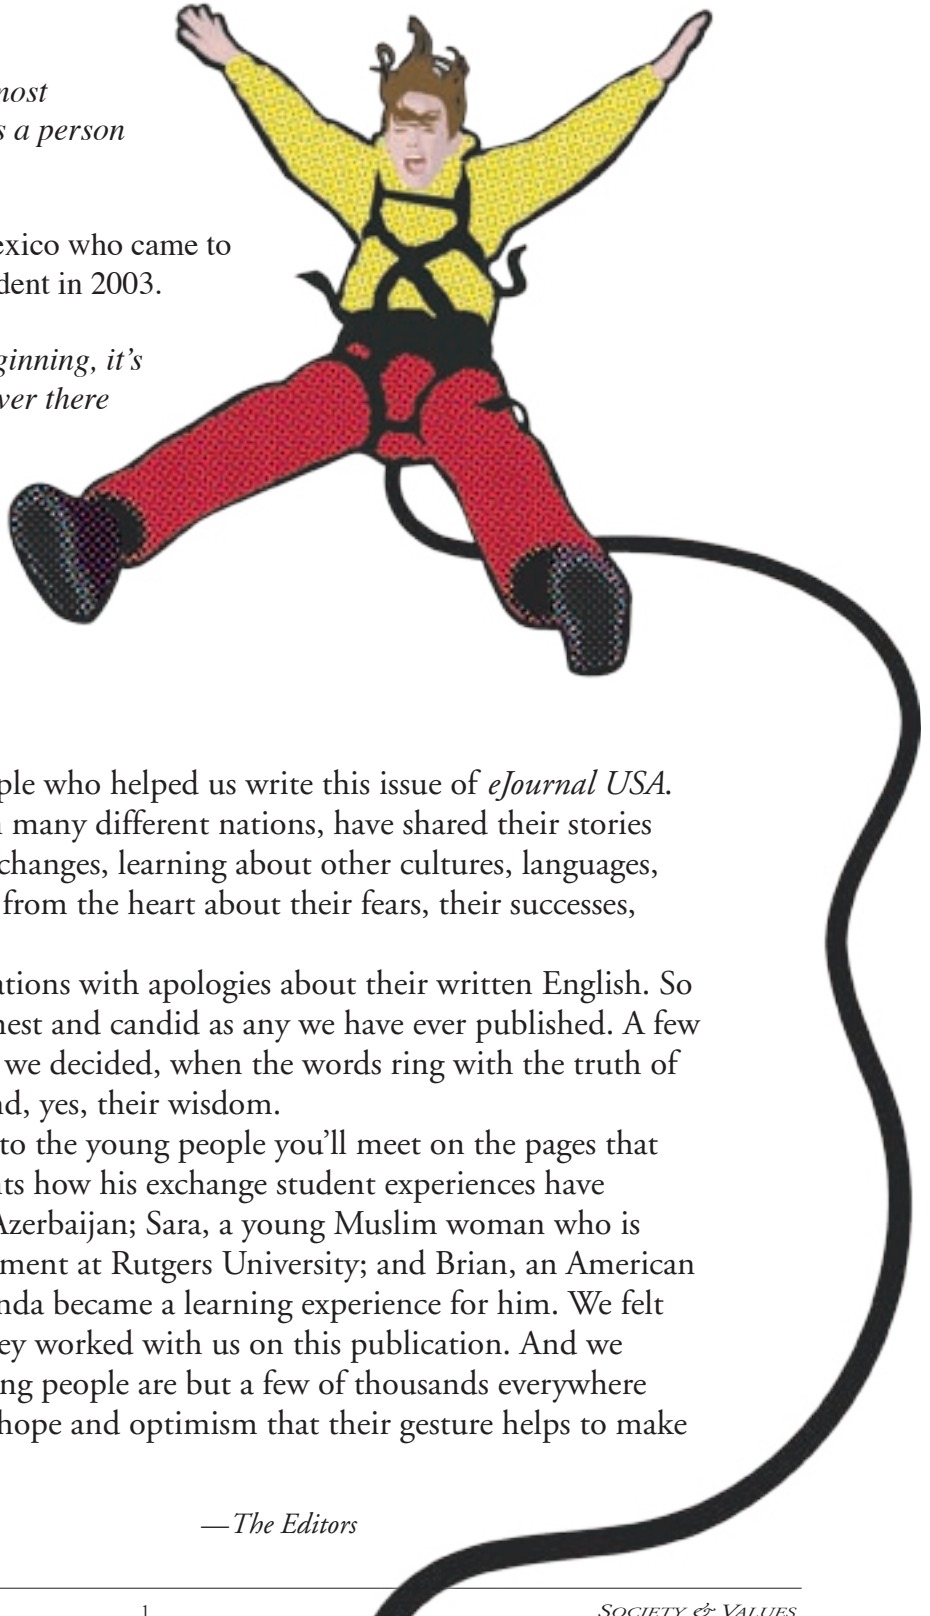 most
s a person
exico who came to
dent in 2003.
ginning, it's
ver there
ple who helped us write this issue of eJournal USA.
n many different nations, have shared their stories
changes, learning about other cultures, languages,
from the heart about their fears, their successes,
ations with apologies about their written English. So
nest and candid as any we have ever published. A few
we decided, when the words ring with the truth of
nd, yes, their wisdom.
to the young people you'll meet on the pages that
nts how his exchange student experiences have
Azerbaijan; Sara, a young Muslim woman who is
ment at Rutgers University; and Brian, an American
nda became a learning experience for him. We felt
ey worked with us on this publication. And we
ng people are but a few of thousands everywhere
hope and optimism that their gesture helps to make
—The Editors
1 Society & Values